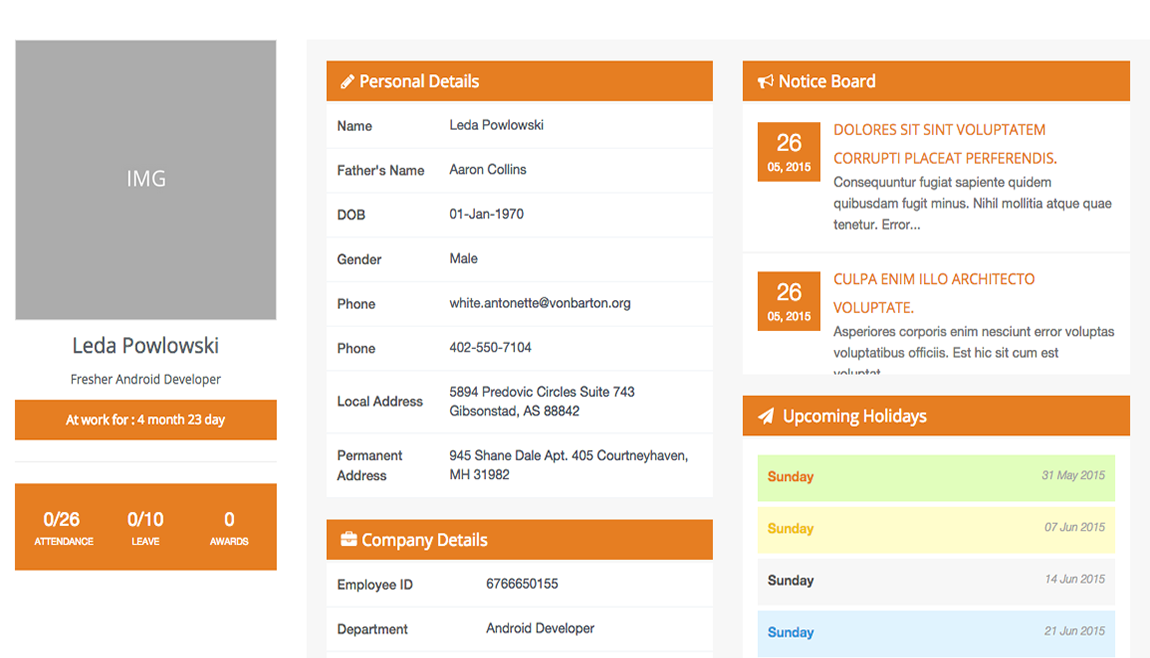 IMG
Leda Powlowski
Fresher Android Developer
At work for : 4 month 23 day
0/26 0/10 0
ATTENDANCE LEAVE AWARDS
Personal Details
Name Leda Powlowski
Father's Name Aaron Collins
DOB 01-Jan-1970
Gender Male
Phone white.antonette@vonbarton.org
Phone 402-550-7104
Local Address 5894 Predovic Circles Suite 743
Gibsonstad, AS 88842
Permanent Address 945 Shane Dale Apt. 405 Courtneyhaven,
MH 31982
Company Details
Employee ID 6766650155
Department Android Developer
Notice Board
26
05, 2015
DOLORES SIT SINT VOLUPTATEM
CORRUPTI PLACEAT PERFERENDIS.
Consequuntur fugiat sapiente quidem
quibusdam fugit minus. Nihil mollitia atque quae
tenetur. Error...
26
05, 2015
CULPA ENIM ILLO ARCHITECTO
VOLUPTATE.
Asperiores corporis enim nesciunt error voluptas
voluptatibus officiis. Est hic sit cum est
voluptat
Upcoming Holidays
Sunday 31 May 2015
Sunday 07 Jun 2015
Sunday 14 Jun 2015
Sunday 21 Jun 2015